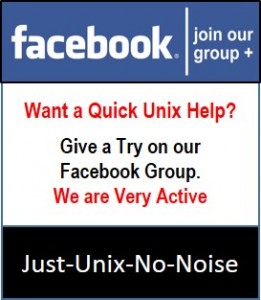 facebook.
join our
group +
Want a Quick Unix Help?
Give a Try on our
Facebook Group.
We are Very Active
Just-Unix-No-Noise